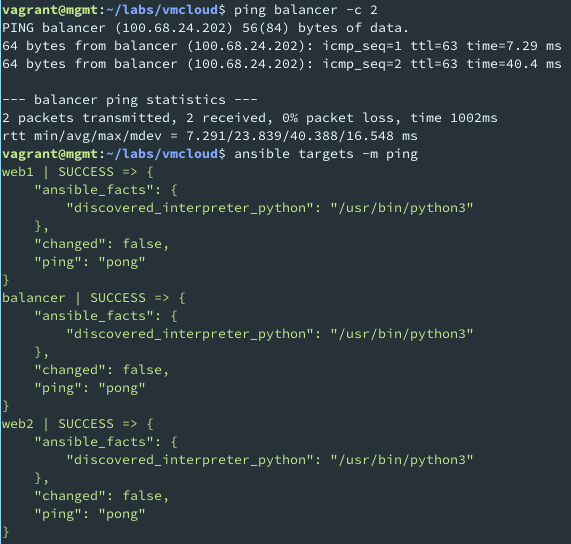 vagrant@mgmt:~/labs/vmcloud$ ping balancer -c 2
PING balancer (100.68.24.202) 56(84) bytes of data.
64 bytes from balancer (100.68.24.202): icmp_seq=1 ttl=63 time=7.29 ms
64 bytes from balancer (100.68.24.202): icmp_seq=2 ttl=63 time=40.4 ms

--- balancer ping statistics ---
2 packets transmitted, 2 received, 0% packet loss, time 1002ms
rtt min/avg/max/mdev = 7.291/23.839/40.388/16.548 ms
vagrant@mgmt:~/labs/vmcloud$ ansible targets -m ping
web1 | SUCCESS => {
    "ansible_facts": {
        "discovered_interpreter_python": "/usr/bin/python3"
    },
    "changed": false,
    "ping": "pong"
}
balancer | SUCCESS => {
    "ansible_facts": {
        "discovered_interpreter_python": "/usr/bin/python3"
    },
    "changed": false,
    "ping": "pong"
}
web2 | SUCCESS => {
    "ansible_facts": {
        "discovered_interpreter_python": "/usr/bin/python3"
    },
    "changed": false,
    "ping": "pong"
}